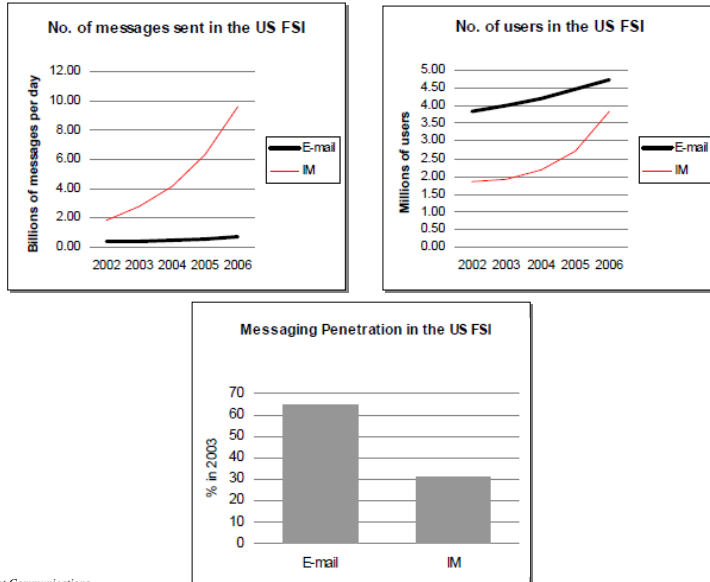 No. of messages sent in the US FSI
Billions of messages per day
12.00
10.00
8.00
6.00
4.00
2.00
0.00
2002 2003 2004 2005 2006
E-mail
IM
No. of users in the US FSI
Millions of users
5.00
4.50
4.00
3.50
3.00
2.50
2.00
1.50
1.00
0.50
0.00
2002 2003 2004 2005 2006
E-mail
IM
Messaging Penetration in the US FSI
% in 2003
70
60
50
40
30
20
10
0
E-mail IM